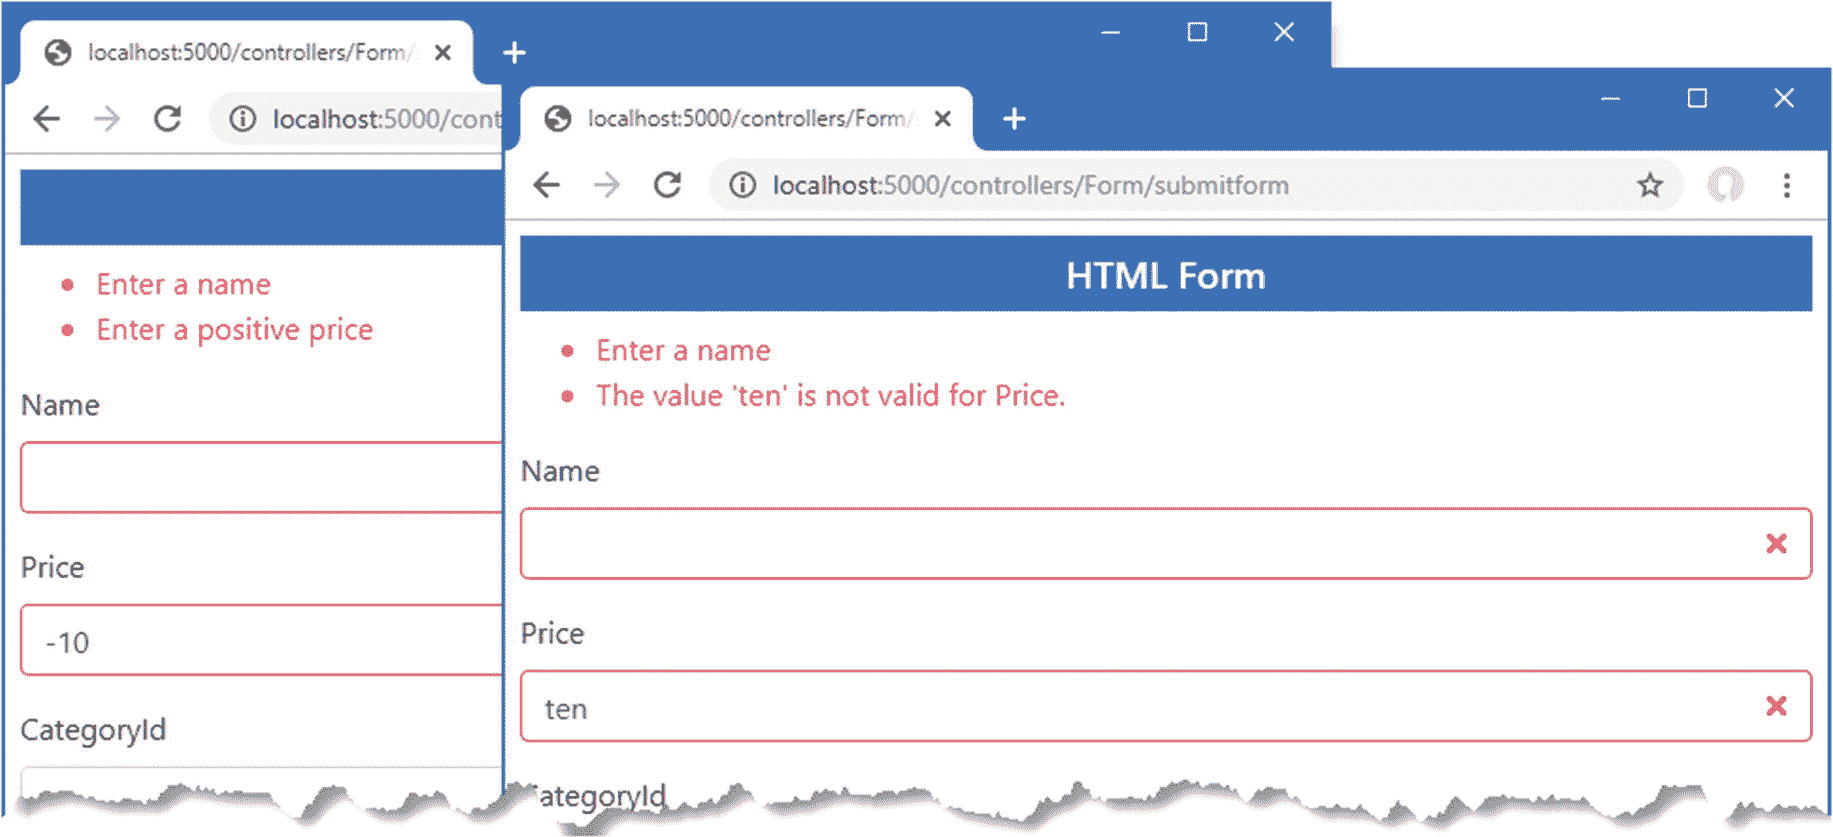 localhost:5000/controllers/Form/
localhost:5000/cont
Enter a name
Enter a positive price
Name
Price
-10
CategoryId
localhost:5000/controllers/Form/
localhost:5000/controllers/Form/submitform
HTML Form
Enter a name
The value 'ten' is not valid for Price.
Name
Price
ten
CategoryId